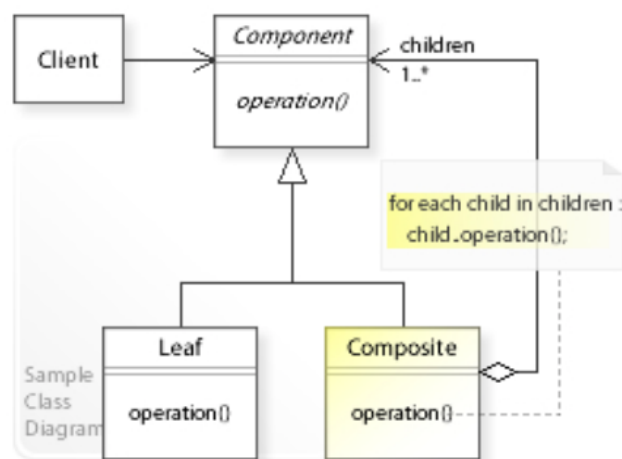 Client
Component
operation()
children
1..*
for each child in children :
child.operation();
Leaf
operation()
Composite
operation()
Sample
Class
Diagram